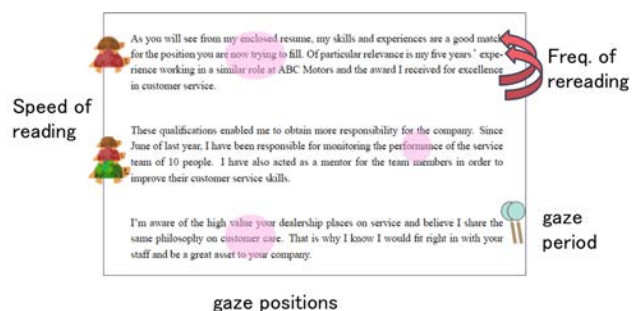 As you will see from my enclosed resume, my skills and experiences are a good match
for the position you are now trying to fill. Of particular relevance is my five years' expe-
rience working in a similar role at ABC Motors and the award I received for excellence
in customer service.
Freq. of
rereading
Speed of
reading
These qualifications enabled me to obtain more responsibility for the company. Since
June of last year, I have been responsible for monitoring the performance of the service
team of 10 people. I have also acted as a mentor for the team members in order to
improve their customer service skills.
I'm aware of the high value your dealership places on service and believe I share the
same philosophy on customer care. That is why I know I would fit right in with your
staff and be a great asset to your company.
gaze
period
gaze positions